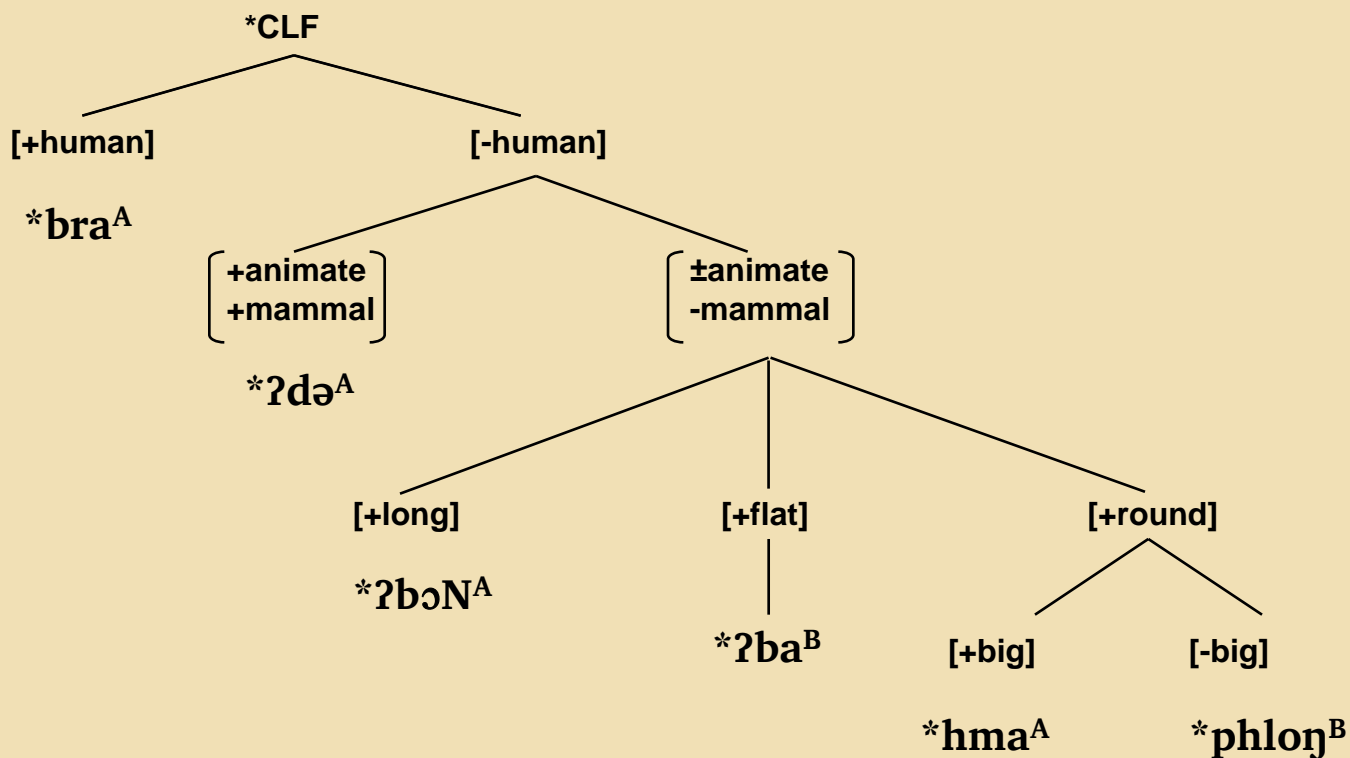 *CLF
[+human] [-human]
*braᴬ
+animate ±animate
+mammal -mammal
*ʔdəᴬ
[+long] [+flat] [+round]
*ʔbɔNᴬ
*ʔbaᴮ
[+big] [-big]
*hmaᴬ *phloŋᴮ